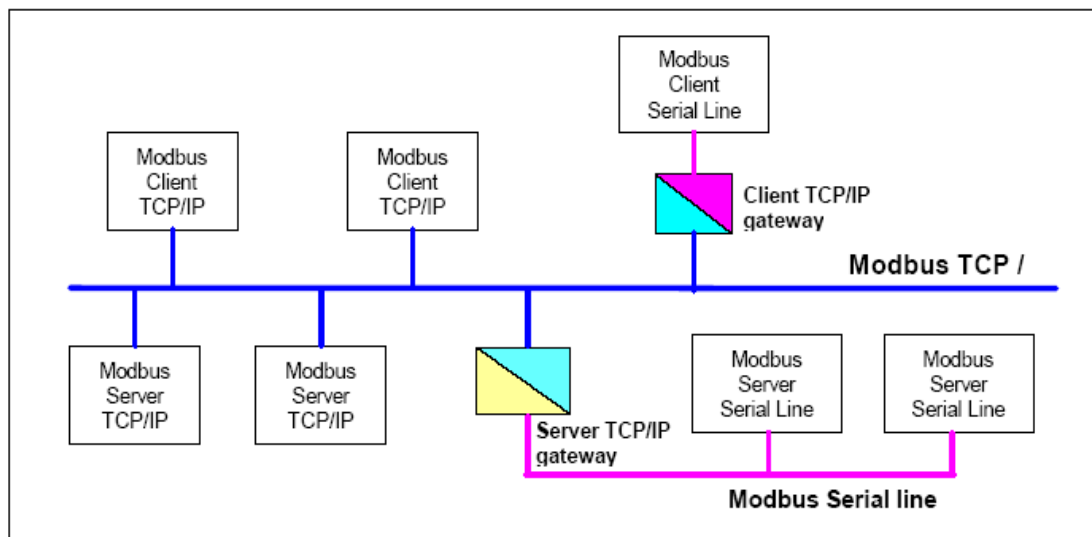 Modbus
Client
Serial Line
Modbus
Client
TCP/IP
Modbus
Client
TCP/IP
Client TCP/IP
gateway
Modbus TCP /
Modbus
Server
TCP/IP
Modbus
Server
TCP/IP
Server TCP/IP
gateway
Modbus
Server
Serial Line
Modbus
Server
Serial Line
Modbus Serial line